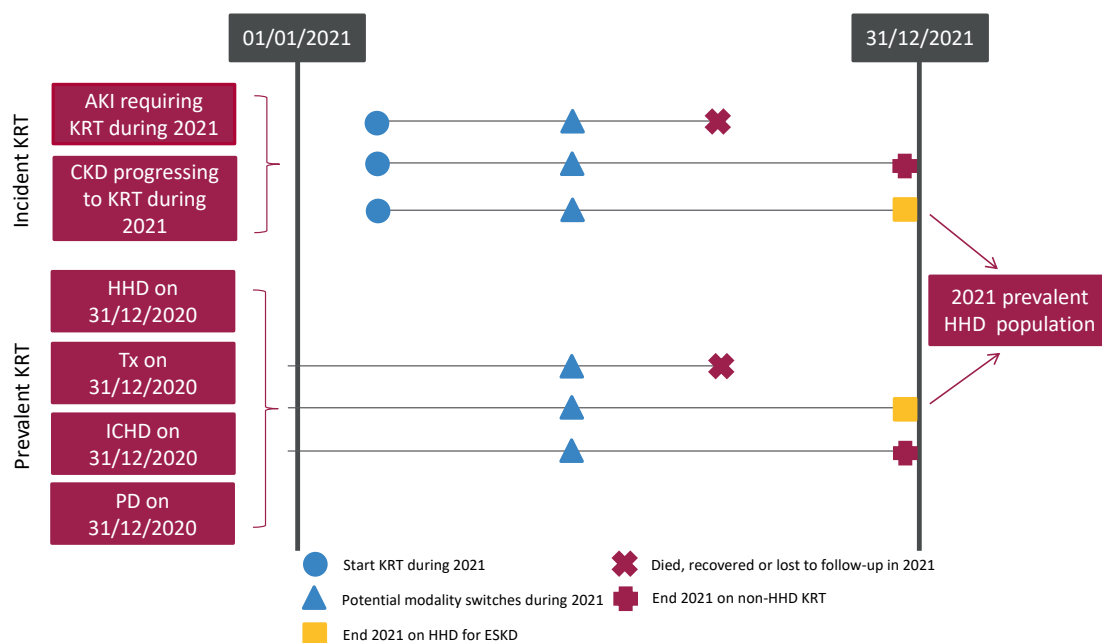 01/01/2021
31/12/2021
Incident KRT
AKI requiring
KRT during 2021
CKD progressing
to KRT during
2021
Prevalent KRT
HHD on
31/12/2020
Tx on
31/12/2020
ICHD on
31/12/2020
PD on
31/12/2020
2021 prevalent
HHD population
Start KRT during 2021
Died, recovered or lost to follow-up in 2021
Potential modality switches during 2021
End 2021 on non-HHD KRT
End 2021 on HHD for ESKD